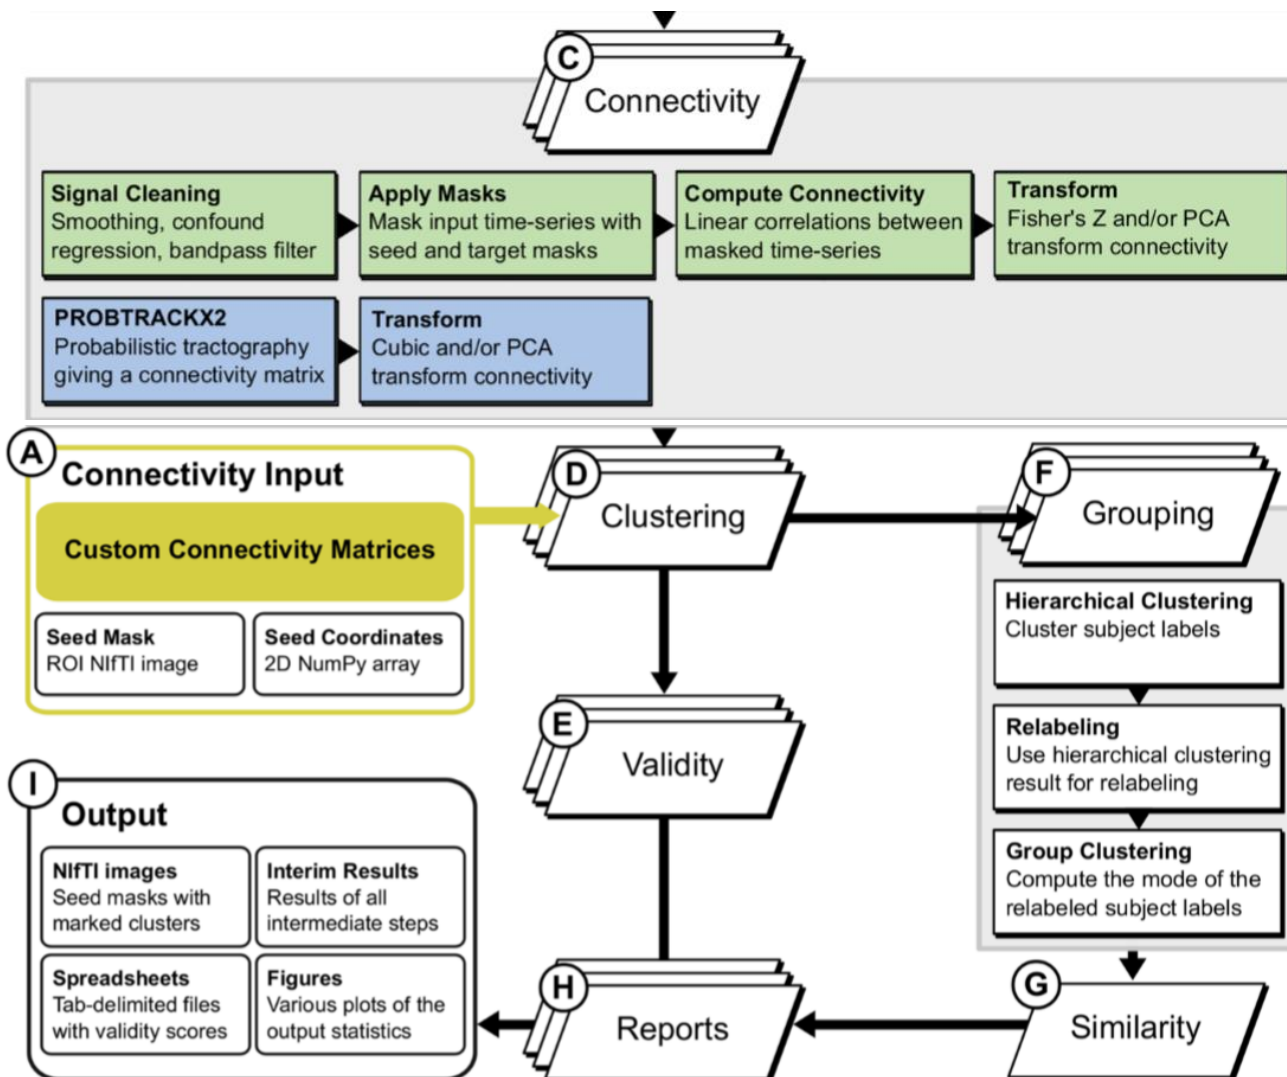 C
Connectivity
Signal Cleaning
Smoothing, confound
regression, bandpass filter
Apply Masks
Mask input time-series with
seed and target masks
Compute Connectivity
Linear correlations between
masked time-series
Transform
Fisher's Z and/or PCA
transform connectivity
PROBTRACKX2
Probabilistic tractography
giving a connectivity matrix
Transform
Cubic and/or PCA
transform connectivity
A
Connectivity Input
Custom Connectivity Matrices
Seed Mask
ROI NIfTI image
Seed Coordinates
2D NumPy array
D
Clustering
F
Grouping
Hierarchical Clustering
Cluster subject labels
Relabeling
Use hierarchical clustering
result for relabeling
Group Clustering
Compute the mode of the
relabeled subject labels
E
Validity
I
Output
NIfTI images
Seed masks with
marked clusters
Interim Results
Results of all
intermediate steps
Spreadsheets
Tab-delimited files
with validity scores
Figures
Various plots of the
output statistics
H
Reports
G
Similarity